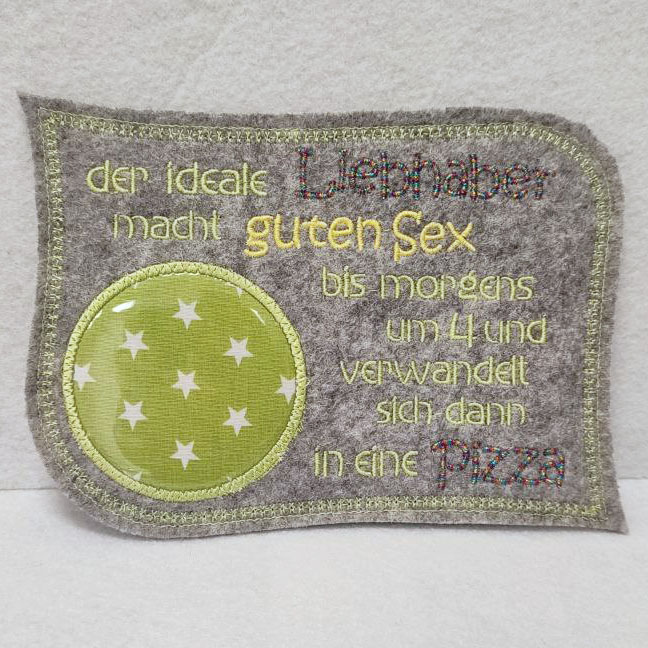 der ideale Liebhaber
macht guten Sex
bis morgens
um 4 und
verwandelt
sich dann
in eine Pizza